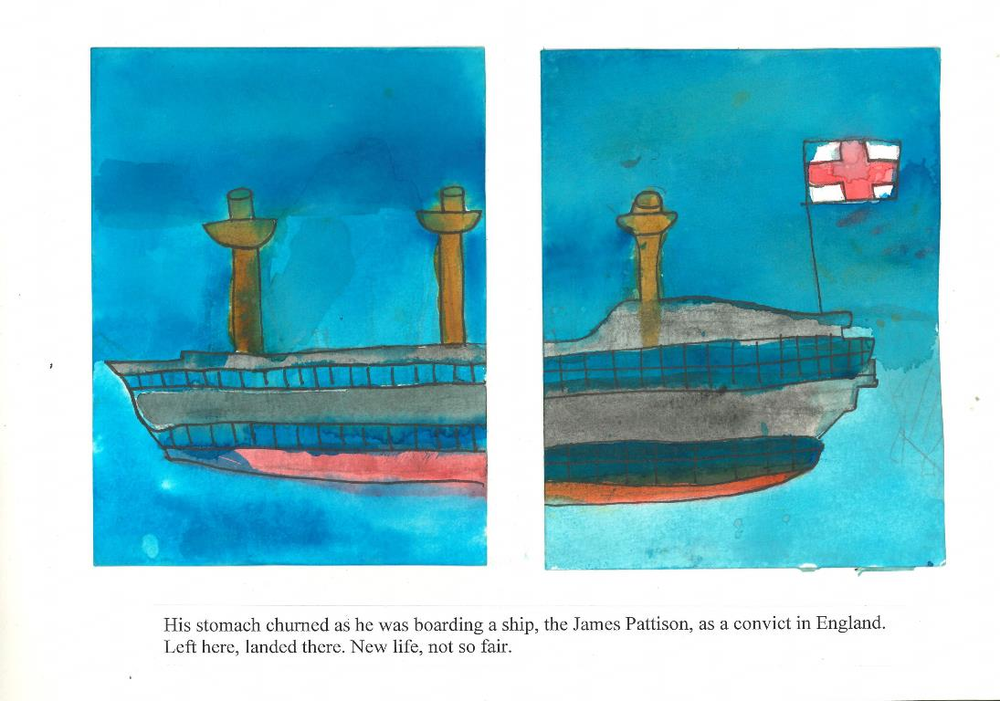 His stomach churned as he was boarding a ship, the James Pattison, as a convict in England.
Left here, landed there. New life, not so fair.